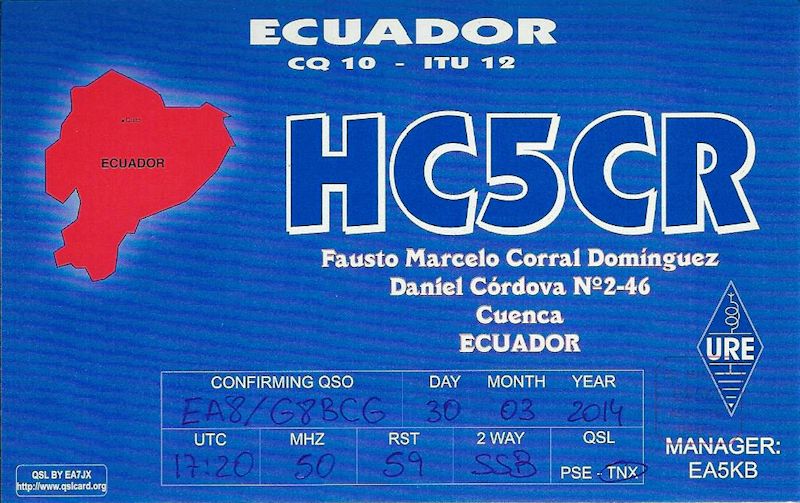 ECUADOR
CQ 10 - ITU 12
Quito
ECUADOR
HC5CR
Fausto Marcelo Corral Domínguez
Daniel Córdova Nº2-46
Cuenca
ECUADOR
URE
CONFIRMING QSO DAY MONTH YEAR
EA8/G8BCG 30 03 2014
UTC MHZ RST 2 WAY QSL
17:20 50 59 SSB PSE - TNX
MANAGER:
EA5KB
QSL BY EA7JX
http://www.qslcard.org